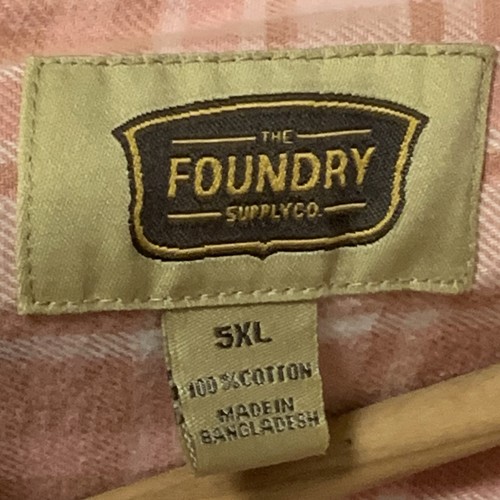 THE
FOUNDRY
SUPPLY CO.
5XL
100% COTTON
MADE IN
BANGLADESH